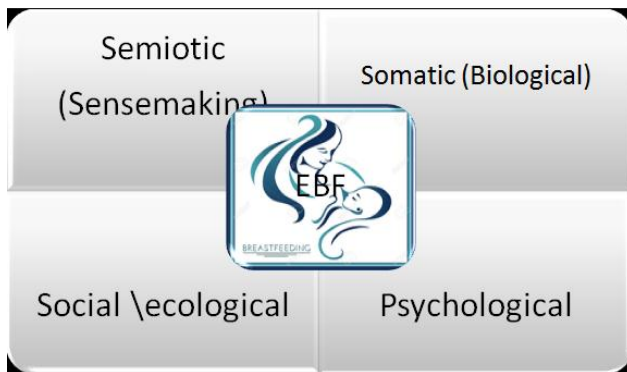 Semiotic
(Sensemaking)
Somatic (Biological)
EBF
BREASTFEEDING
Social \ecological
Psychological